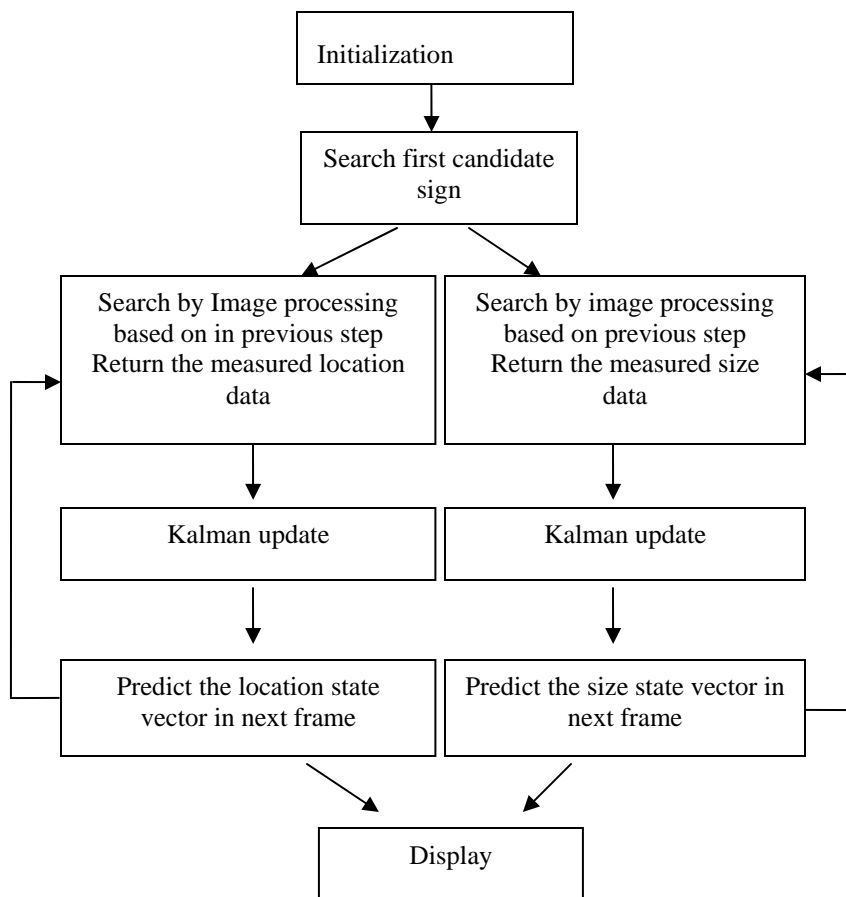 Initialization
Search first candidate
sign
Search by Image processing
based on in previous step
Return the measured location
data
Search by image processing
based on previous step
Return the measured size
data
Kalman update
Kalman update
Predict the location state
vector in next frame
Predict the size state vector in
next frame
Display